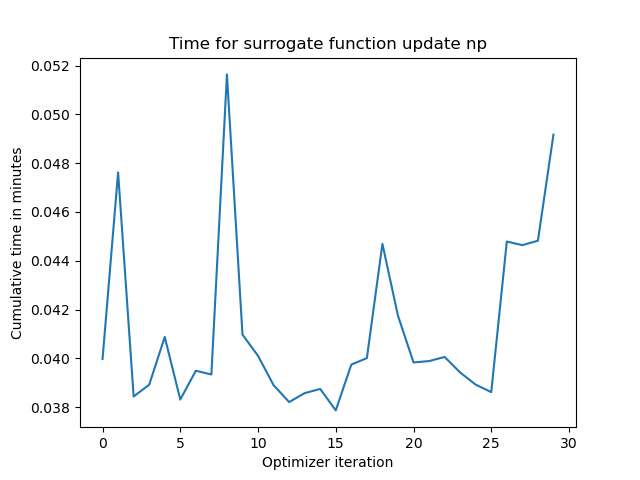 Time for surrogate function update np
Cumulative time in minutes
0.052
0.050
0.048
0.046
0.044
0.042
0.040
0.038
0 5 10 15 20 25 30
Optimizer iteration